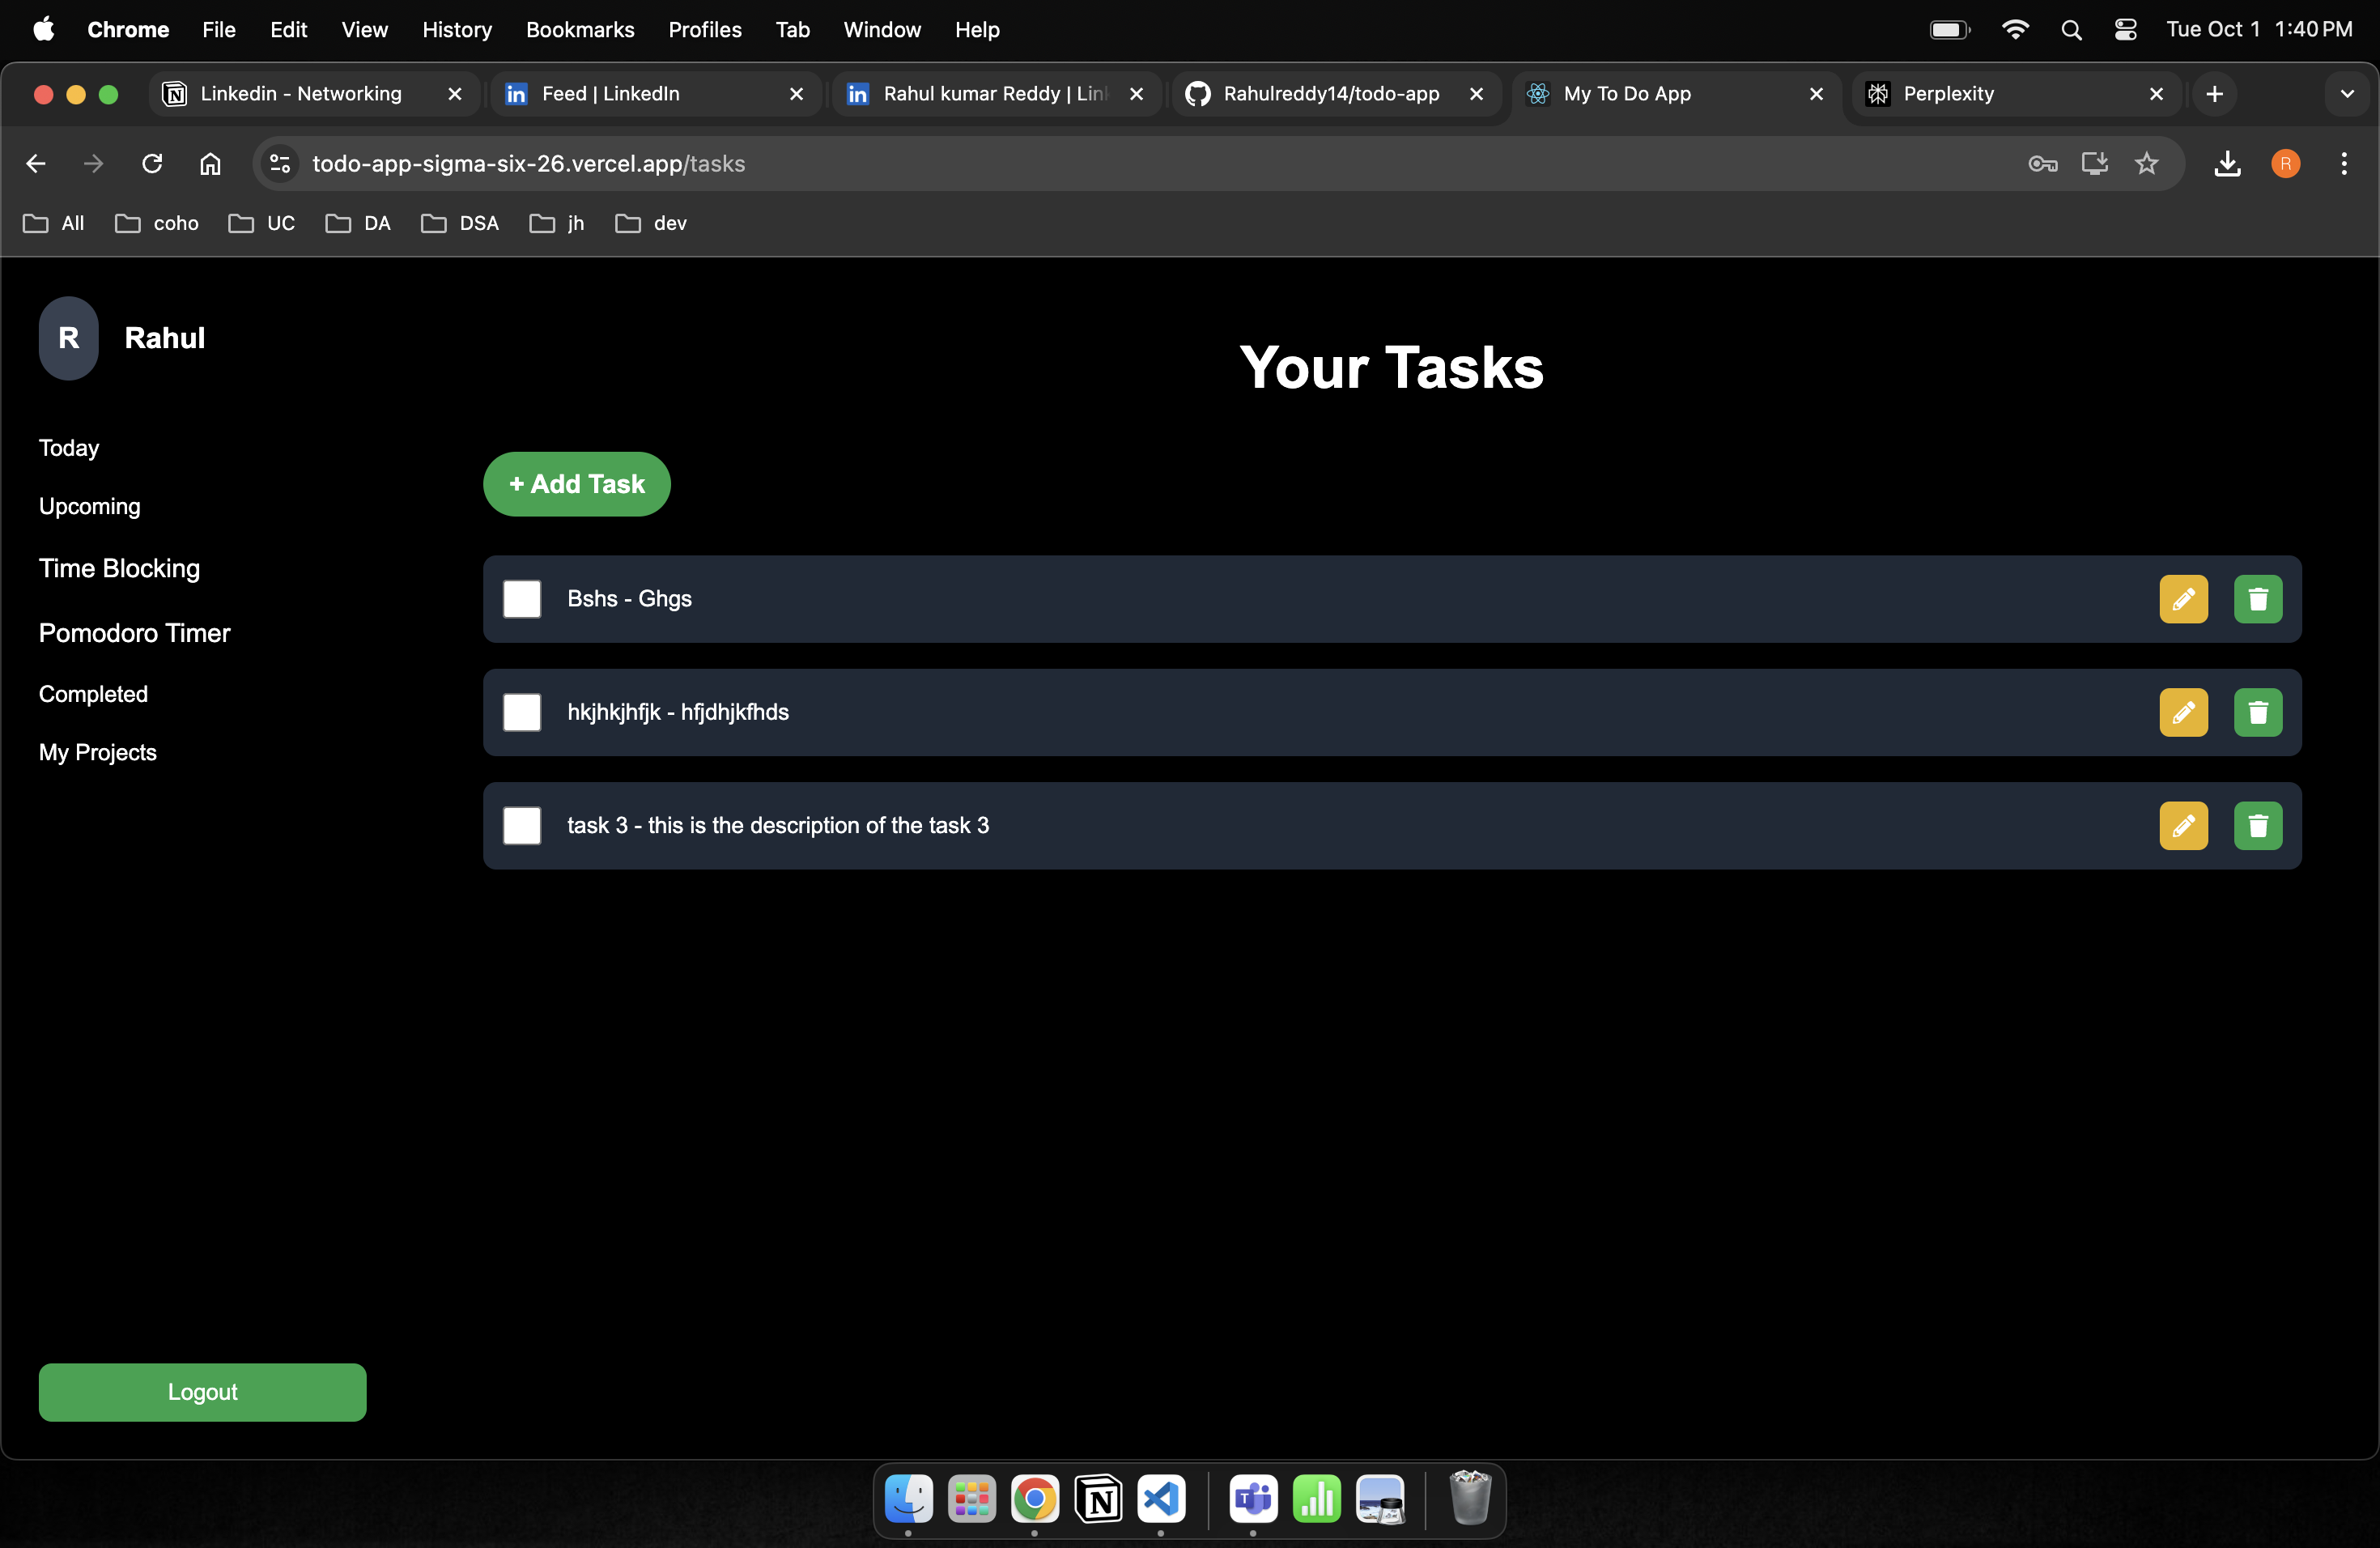 Chrome File Edit View History Bookmarks Profiles Tab Window Help Tue Oct 1 1:40 PM
Linkedin - Networking Feed | LinkedIn Rahul kumar Reddy | Link Rahulreddy14/todo-app My To Do App Perplexity
todo-app-sigma-six-26.vercel.app/tasks R
All coho UC DA DSA jh dev
R Rahul
Your Tasks
Today
+ Add Task
Upcoming
Time Blocking
Bshs - Ghgs
Pomodoro Timer
Completed
hkjhkjhfjk - hfjdhjkfhds
My Projects
task 3 - this is the description of the task 3
Logout